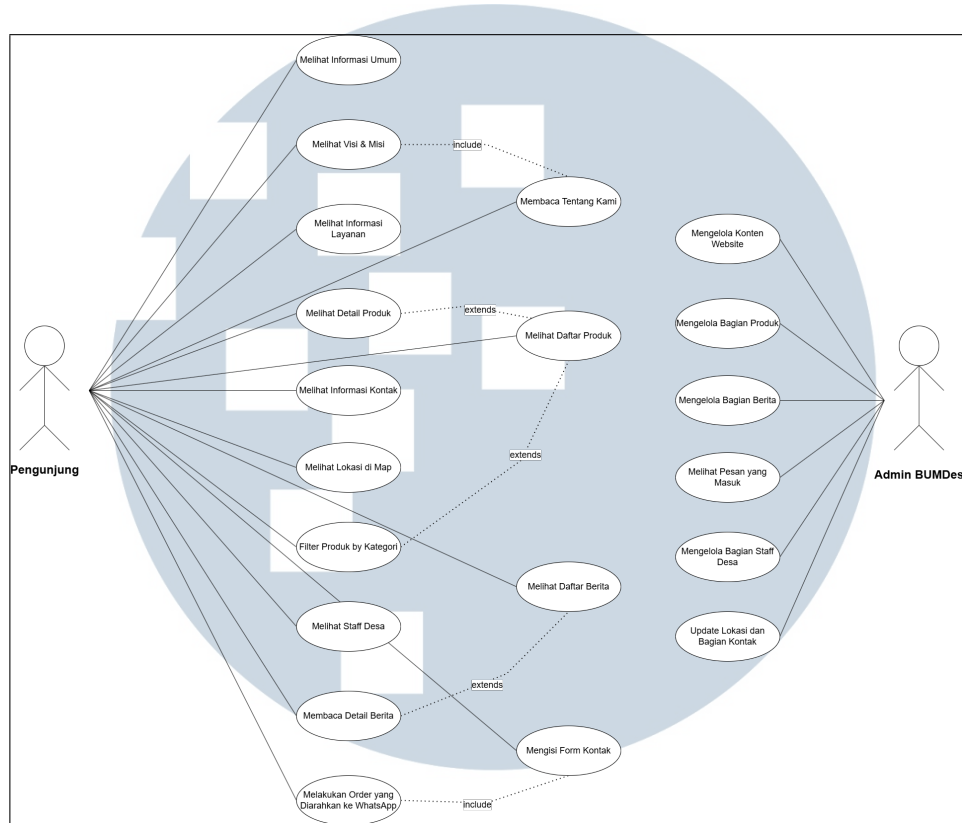 Melihat Informasi Umum
Melihat Visi & Misi
include
Membaca Tentang Kami
Melihat Informasi
Layanan
Mengelola Konten
Website
Melihat Detail Produk
extends
Melihat Daftar Produk
Mengelola Bagian Produk
Melihat Informasi Kontak
Mengelola Bagian Berita
Pengunjung
Admin BUMDes
Melihat Lokasi di Map
extends
Melihat Pesan yang
Masuk
Filter Produk by Kategori
Mengelola Bagian Staff
Desa
Melihat Daftar Berita
Melihat Staff Desa
Update Lokasi dan
Bagian Kontak
extends
Membaca Detail Berita
Mengisi Form Kontak
Melakukan Order yang
Diarahkan ke WhatsApp
include